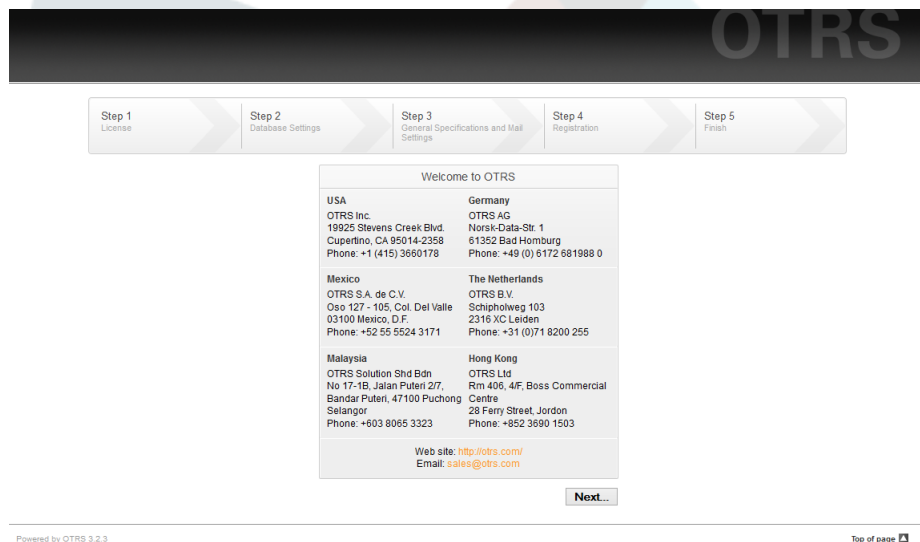 OTRS
Step 1
License
Step 2
Database Settings
Step 3
General Specifications and Mail
Settings
Step 4
Registration
Step 5
Finish
Welcome to OTRS
USA
OTRS Inc.
19925 Stevens Creek Blvd.
Cupertino, CA 95014-2358
Phone: +1 (415) 3660178
Germany
OTRS AG
Norsk-Data-Str. 1
61352 Bad Homburg
Phone: +49 (0) 6172 681988 0
Mexico
OTRS S.A. de C.V.
Oso 127 - 105, Col. Del Valle
03100 Mexico, D.F.
Phone: +52 55 5524 3171
The Netherlands
OTRS B.V.
Schipholweg 103
2316 XC Leiden
Phone: +31 (0)71 8200 255
Malaysia
OTRS Solution Shd Bdn
No 17-1B, Jalan Puteri 2/7,
Bandar Puteri, 47100 Puchong
Selangor
Phone: +603 8065 3323
Hong Kong
OTRS Ltd
Rm 406, 4/F, Boss Commercial
Centre
28 Ferry Street, Jordon
Phone: +852 3690 1503
Web site: http://otrs.com/
Email: sales@otrs.com
Next...
Powered by OTRS 3.2.3
Top of page